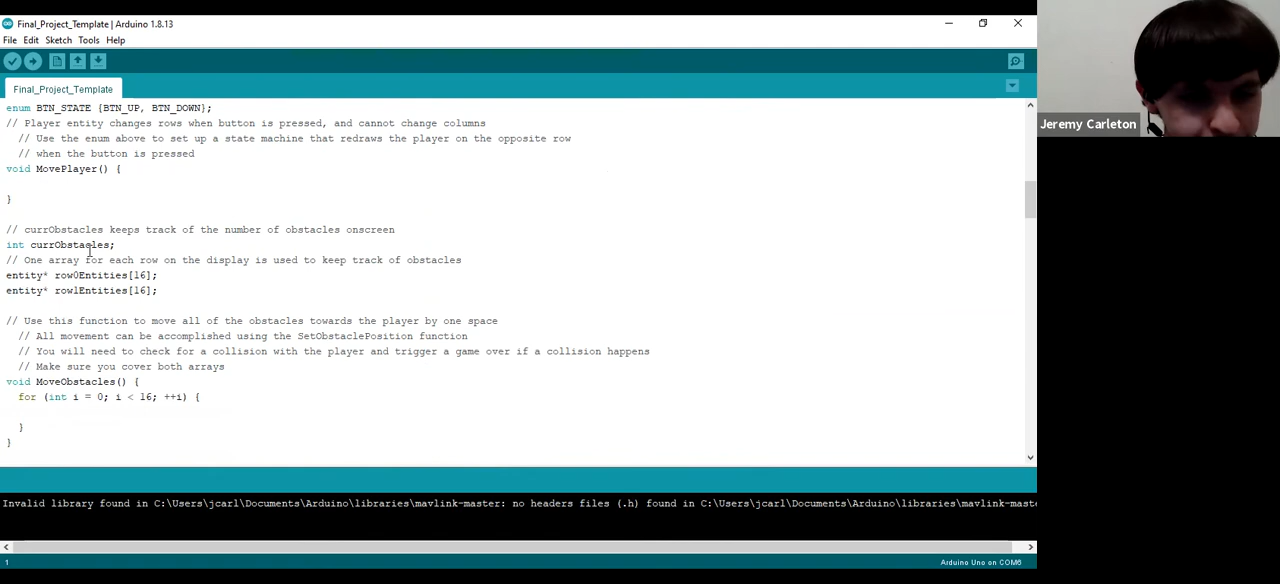 Final_Project_Template | Arduino 1.8.13
File Edit Sketch Tools Help
Final_Project_Template
enum BTN_STATE {BTN_UP, BTN_DOWN};
// Player entity changes rows when button is pressed, and cannot change columns
// Use the enum above to set up a state machine that redraws the player on the opposite row
// when the button is pressed
void MovePlayer() {
}
// currObstacles keeps track of the number of obstacles onscreen
int currObstacles;
// One array for each row on the display is used to keep track of obstacles
entity* row0Entities[16];
entity* row1Entities[16];
// Use this function to move all of the obstacles towards the player by one space
// All movement can be accomplished using the SetObstaclePosition function
// You will need to check for a collision with the player and trigger a game over if a collision happens
// Make sure you cover both arrays
void MoveObstacles() {
for (int i = 0; i < 16; ++i) {
}
}
Invalid library found in C:\Users\jcarl\Documents\Arduino\libraries\mavlink-master: no headers files (.h) found in C:\Users\jcarl\Documents\Arduino\libraries\mavlink-maste
1
Arduino Uno on COM6
Jeremy Carleton